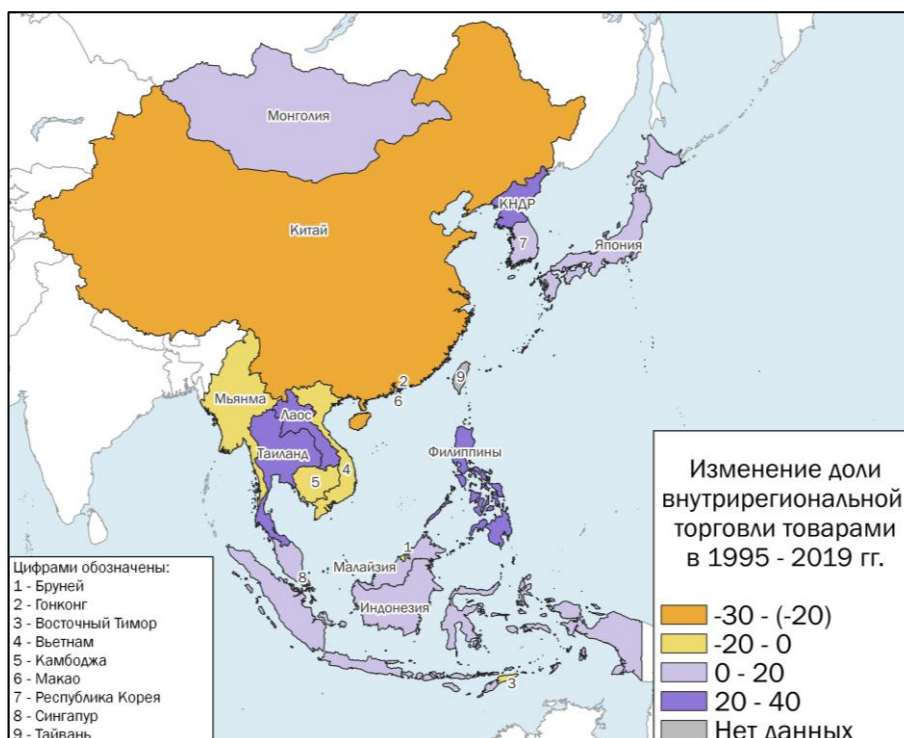 Монголия
Китай
КНДР
7
Япония
2
6
9
Мьянма
Лаос
Таиланд
4
5
Филиппины
1
Малайзия
8
Индонезия
3
Цифрами обозначены:
1 - Бруней
2 - Гонконг
3 - Восточный Тимор
4 - Вьетнам
5 - Камбоджа
6 - Макао
7 - Республика Корея
8 - Сингапур
9 - Тайвань
Изменение доли
внутрирегиональной
торговли товарами
в 1995 - 2019 гг.
-30 - (-20)
-20 - 0
0 - 20
20 - 40
Нет данных